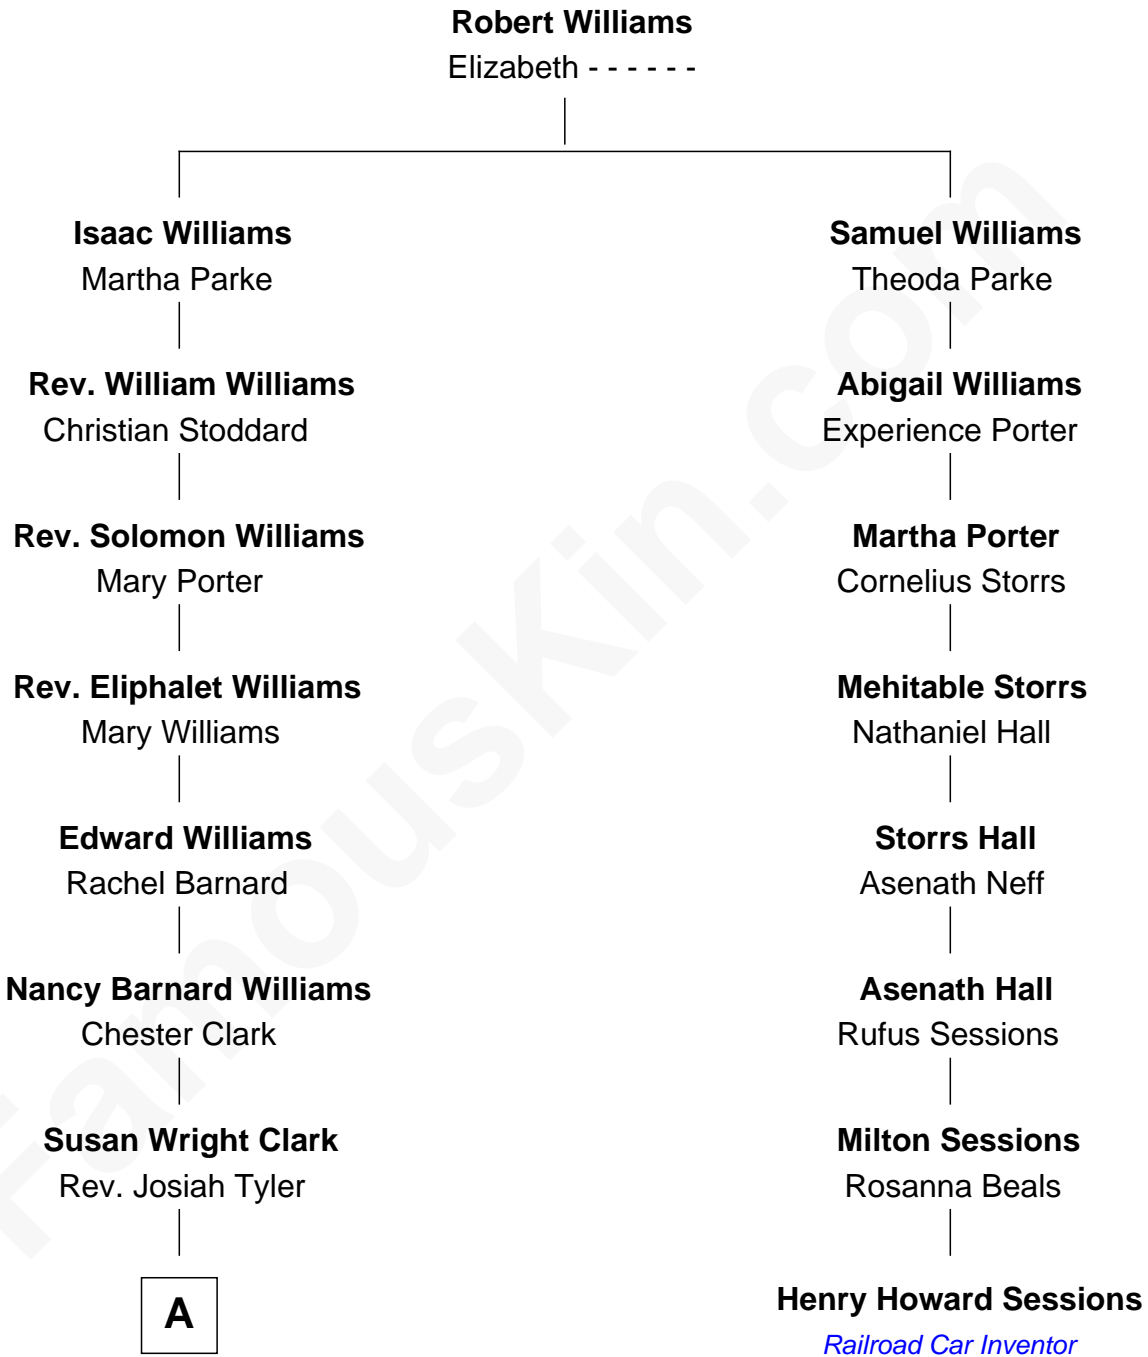 Robert Williams
Elizabeth - - - - - -
Isaac Williams
Martha Parke
Samuel Williams
Theoda Parke
Rev. William Williams
Christian Stoddard
Abigail Williams
Experience Porter
Rev. Solomon Williams
Mary Porter
Martha Porter
Cornelius Storrs
Rev. Eliphalet Williams
Mary Williams
Mehitable Storrs
Nathaniel Hall
Edward Williams
Rachel Barnard
Storrs Hall
Asenath Neff
Nancy Barnard Williams
Chester Clark
Asenath Hall
Rufus Sessions
Susan Wright Clark
Rev. Josiah Tyler
Milton Sessions
Rosanna Beals
A
Henry Howard Sessions
Railroad Car Inventor
FamousKin.com